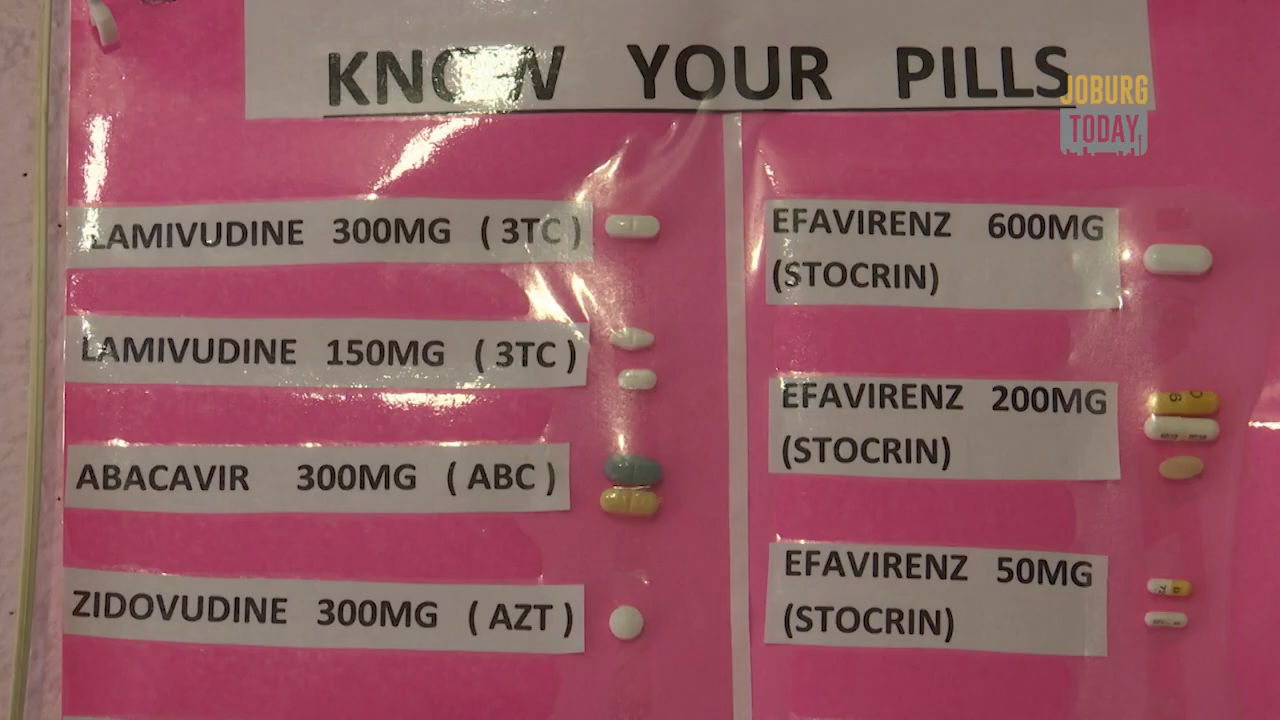 KNOW YOUR PILLS
JOBURG
TODAY
LAMIVUDINE 300MG (3TC)
LAMIVUDINE 150MG (3TC)
ABACAVIR 300MG (ABC)
ZIDOVUDINE 300MG (AZT)
EFAVIRENZ 600MG
(STOCRIN)
EFAVIRENZ 200MG
(STOCRIN)
EFAVIRENZ 50MG
(STOCRIN)